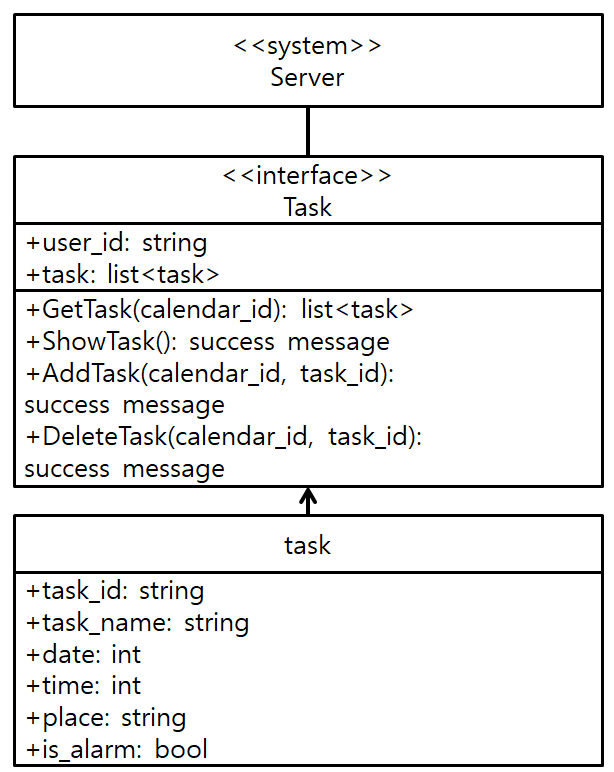 <<system>>
Server
<<interface>>
Task
+user_id: string
+task: list<task>
+GetTask(calendar_id): list<task>
+ShowTask(): success message
+AddTask(calendar_id, task_id):
success message
+DeleteTask(calendar_id, task_id):
success message
task
+task_id: string
+task_name: string
+date: int
+time: int
+place: string
+is_alarm: bool